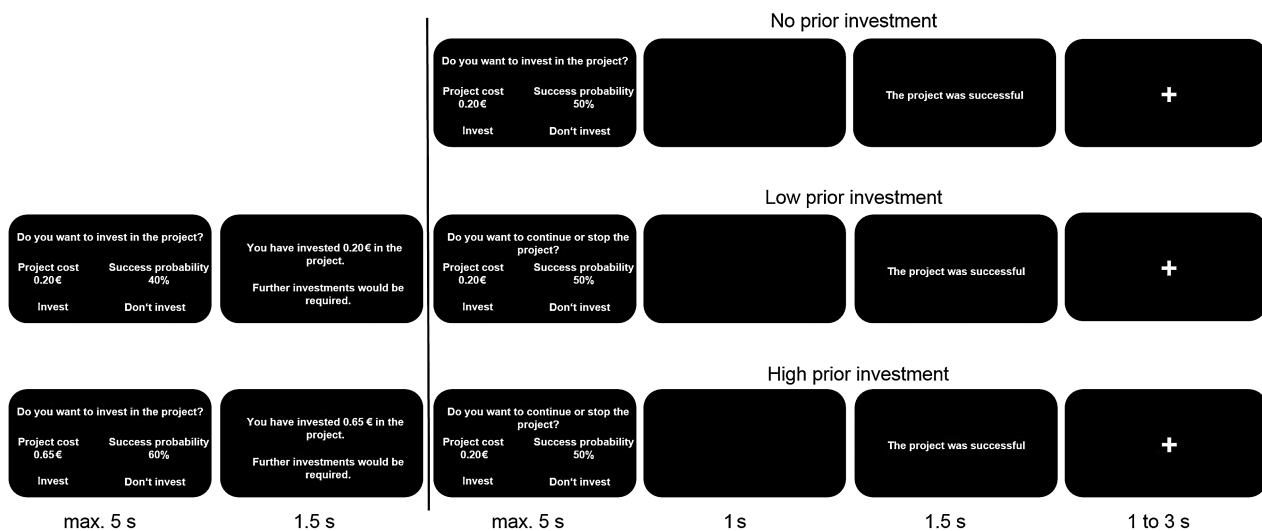 No prior investment
Do you want to invest in the project?
Project cost Success probability
0.20€ 50%
Invest Don't invest
The project was successful
+
Low prior investment
Do you want to invest in the project?
Project cost Success probability
0.20€ 40%
Invest Don't invest
You have invested 0.20€ in the
project.
Further investments would be
required.
Do you want to continue or stop the
project?
Project cost Success probability
0.20€ 50%
Invest Don't invest
The project was successful
+
High prior investment
Do you want to invest in the project?
Project cost Success probability
0.65€ 60%
Invest Don't invest
You have invested 0.65 € in the
project.
Further investments would be
required.
Do you want to continue or stop the
project?
Project cost Success probability
0.20€ 50%
Invest Don't invest
The project was successful
+
max. 5 s 1.5 s max. 5 s 1s 1.5 s 1 to 3 s